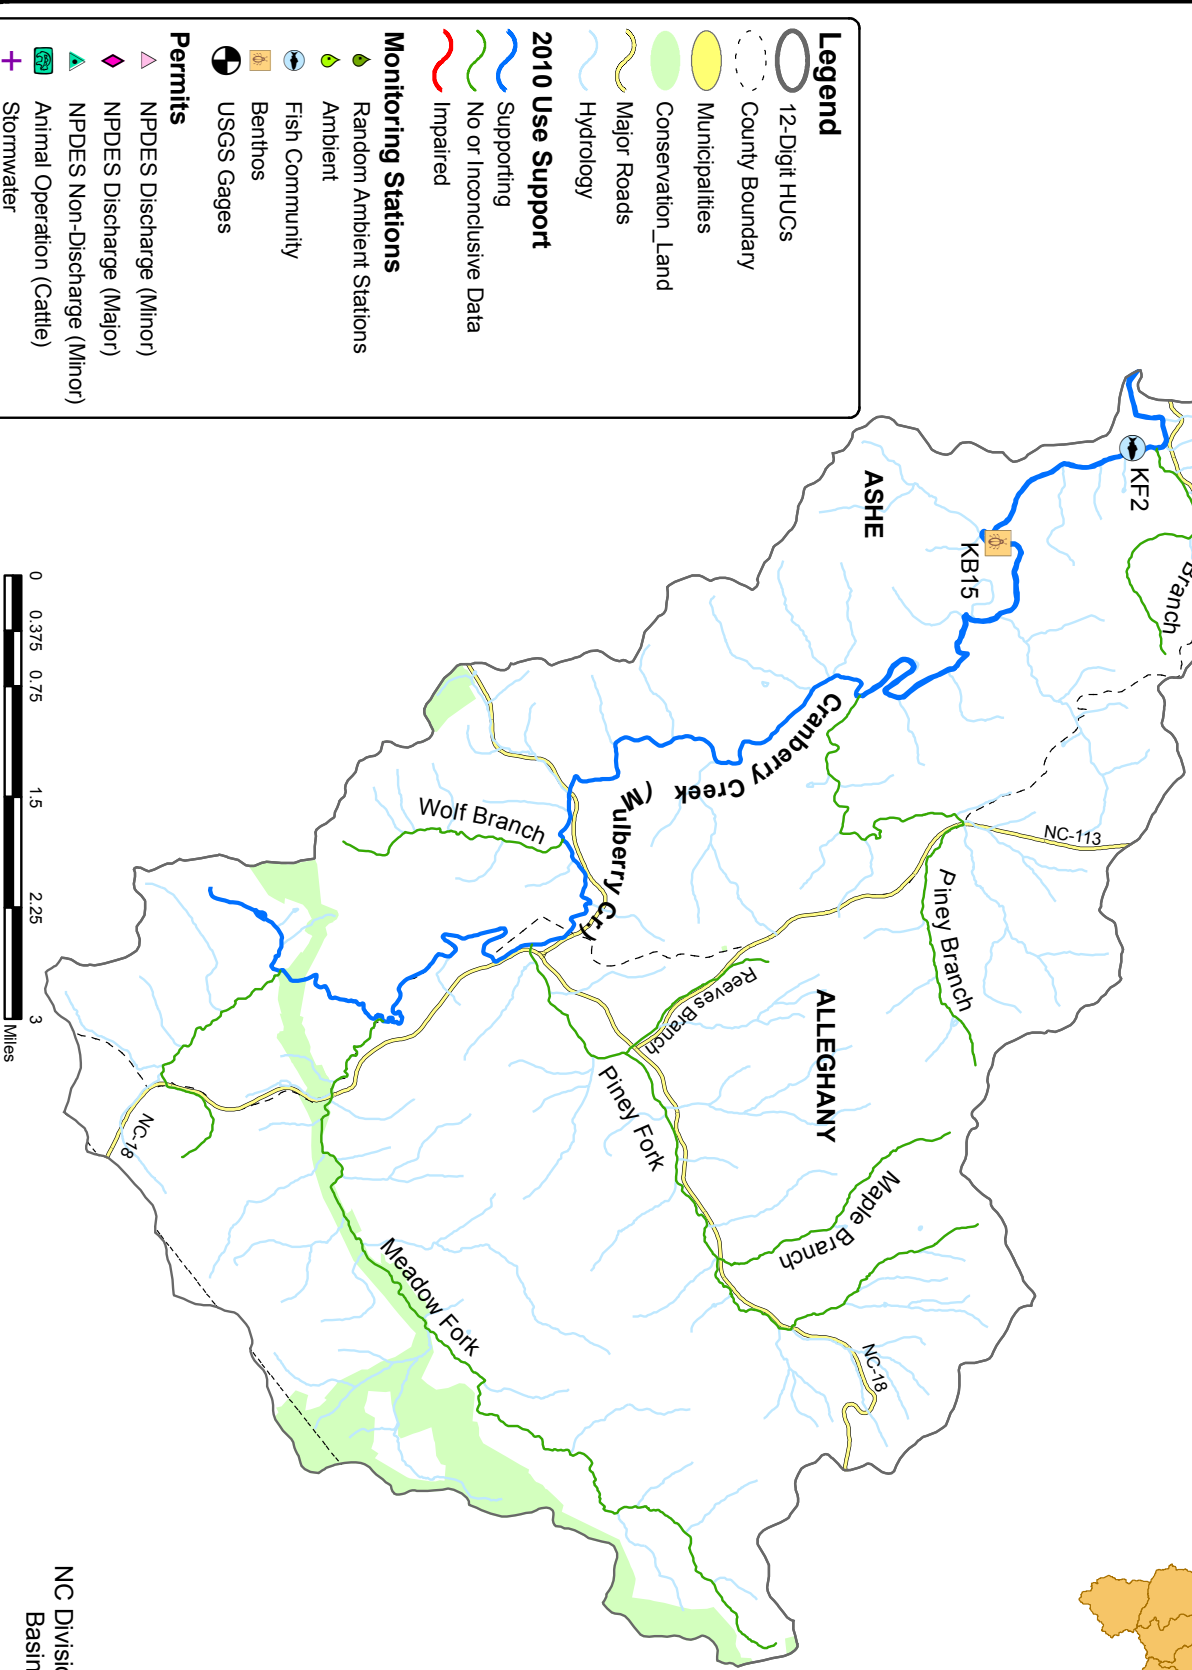 Legend
12-Digit HUCs
County Boundary
Municipalities
Conservation_Land
Major Roads
Hydrology
2010 Use Support
Supporting
No or Inconclusive Data
Impaired
Monitoring Stations
Random Ambient Stations
Ambient
Fish Community
Benthos
USGS Gages
Permits
NPDES Discharge (Minor)
NPDES Discharge (Major)
NPDES Non-Discharge (Minor)
Animal Operation (Cattle)
Stormwater
KF2
Branch
ASHE
KB15
Cranberry Creek (Mulberry Cr.)
NC-113
Piney Branch
Wolf Branch
Reeves Branch
ALLEGHANY
Piney Fork
Maple Branch
NC-18
Meadow Fork
NC-18
0 0.375 0.75 1.5 2.25 3
Miles
NC Divisi
Basin